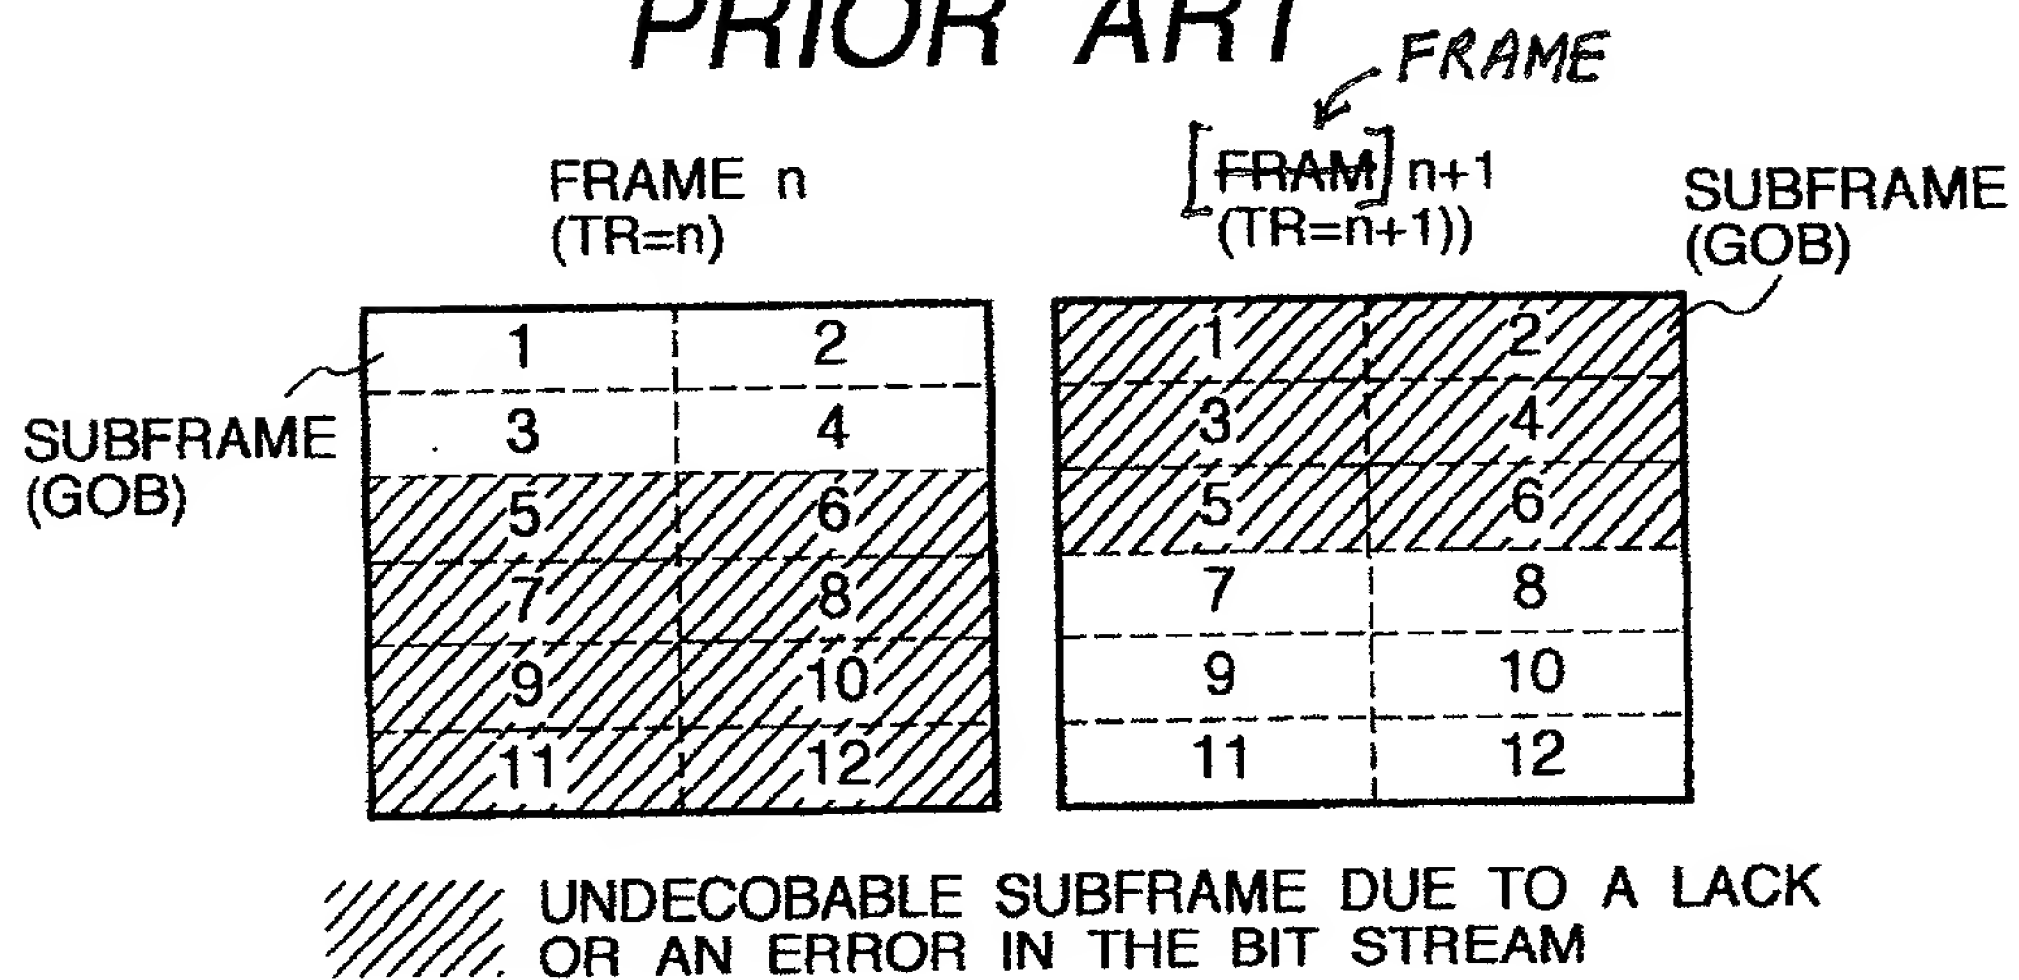 PRIOR ART
FRAME
FRAME n
(TR=n)
[FRAM] n+1
(TR=n+1))
SUBFRAME
(GOB)
SUBFRAME
(GOB)
1 2
3 4
5 6
7 8
9 10
11 12
1 2
3 4
5 6
7 8
9 10
11 12
UNDECOBABLE SUBFRAME DUE TO A LACK
OR AN ERROR IN THE BIT STREAM